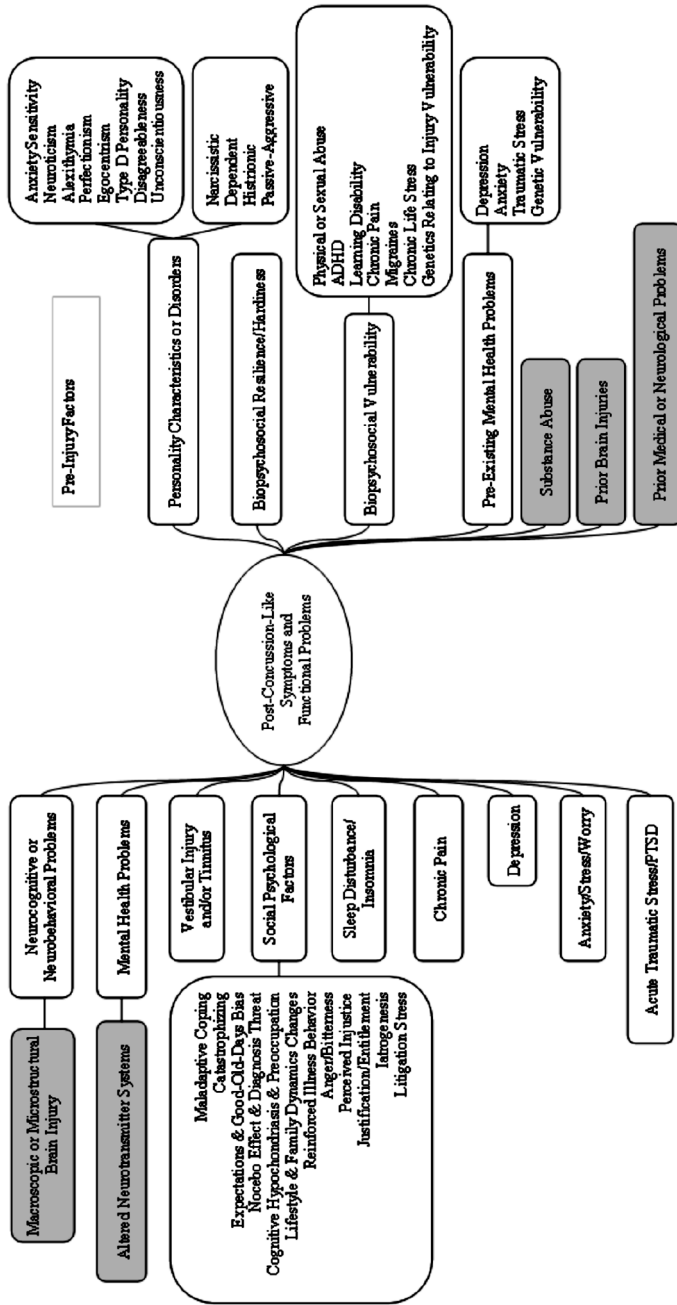 Macroscopic or Microstructural
Brain Injury
Altered Neurotransmitter Systems
Maladaptive Coping
Catastrophizing
Expectations & Good-Old-Days Bias
Nocebo Effect & Diagnosis Threat
Cognitive Hypochondriasis & Preoccupation
Lifestyle & Family Dynamics Changes
Reinforced Illness Behavior
Anger/Bitterness
Perceived Injustice
Justification/Entitlement
Iatrogenesis
Litigation Stress
Neurocognitive or
Neurobehavioral Problems
Mental Health Problems
Vestibular Injury
and/or Tinnitus
Social Psychological
Factors
Sleep Disturbance/
Insomnia
Chronic Pain
Depression
Anxiety/Stress/Worry
Acute Traumatic Stress/PTSD
Post-Concussion-Like
Symptoms and
Functional Problems
Pre-Injury Factors
Personality Characteristics or Disorders
Biopsychosocial Resilience/Hardiness
Biopsychosocial Vulnerability
Pre-Existing Mental Health Problems
Substance Abuse
Prior Brain Injuries
Prior Medical or Neurological Problems
Anxiety Sensitivity
Neuroticism
Alexithymia
Perfectionism
Egocentrism
Type D Personality
Disagreeableness
Unconscientiousness
Narcissistic
Dependent
Histrionic
Passive-Aggressive
Physical or Sexual Abuse
ADHD
Learning Disability
Chronic Pain
Migraines
Chronic Life Stress
Genetics Relating to Injury Vulnerability
Depression
Anxiety
Traumatic Stress
Genetic Vulnerability